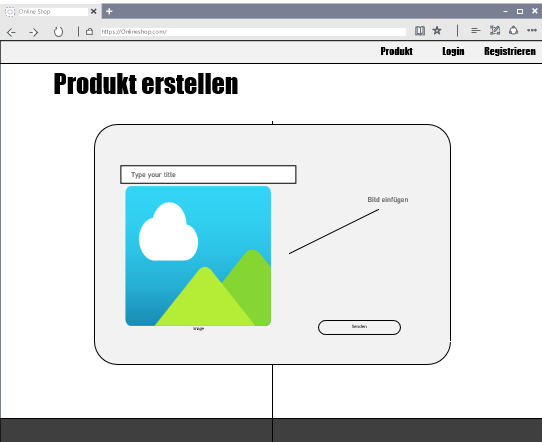 Online Shop
https://Onlineshop.com/
Produkt Login Registrieren
Produkt erstellen
Type your title
Bild einfügen
Image
Senden